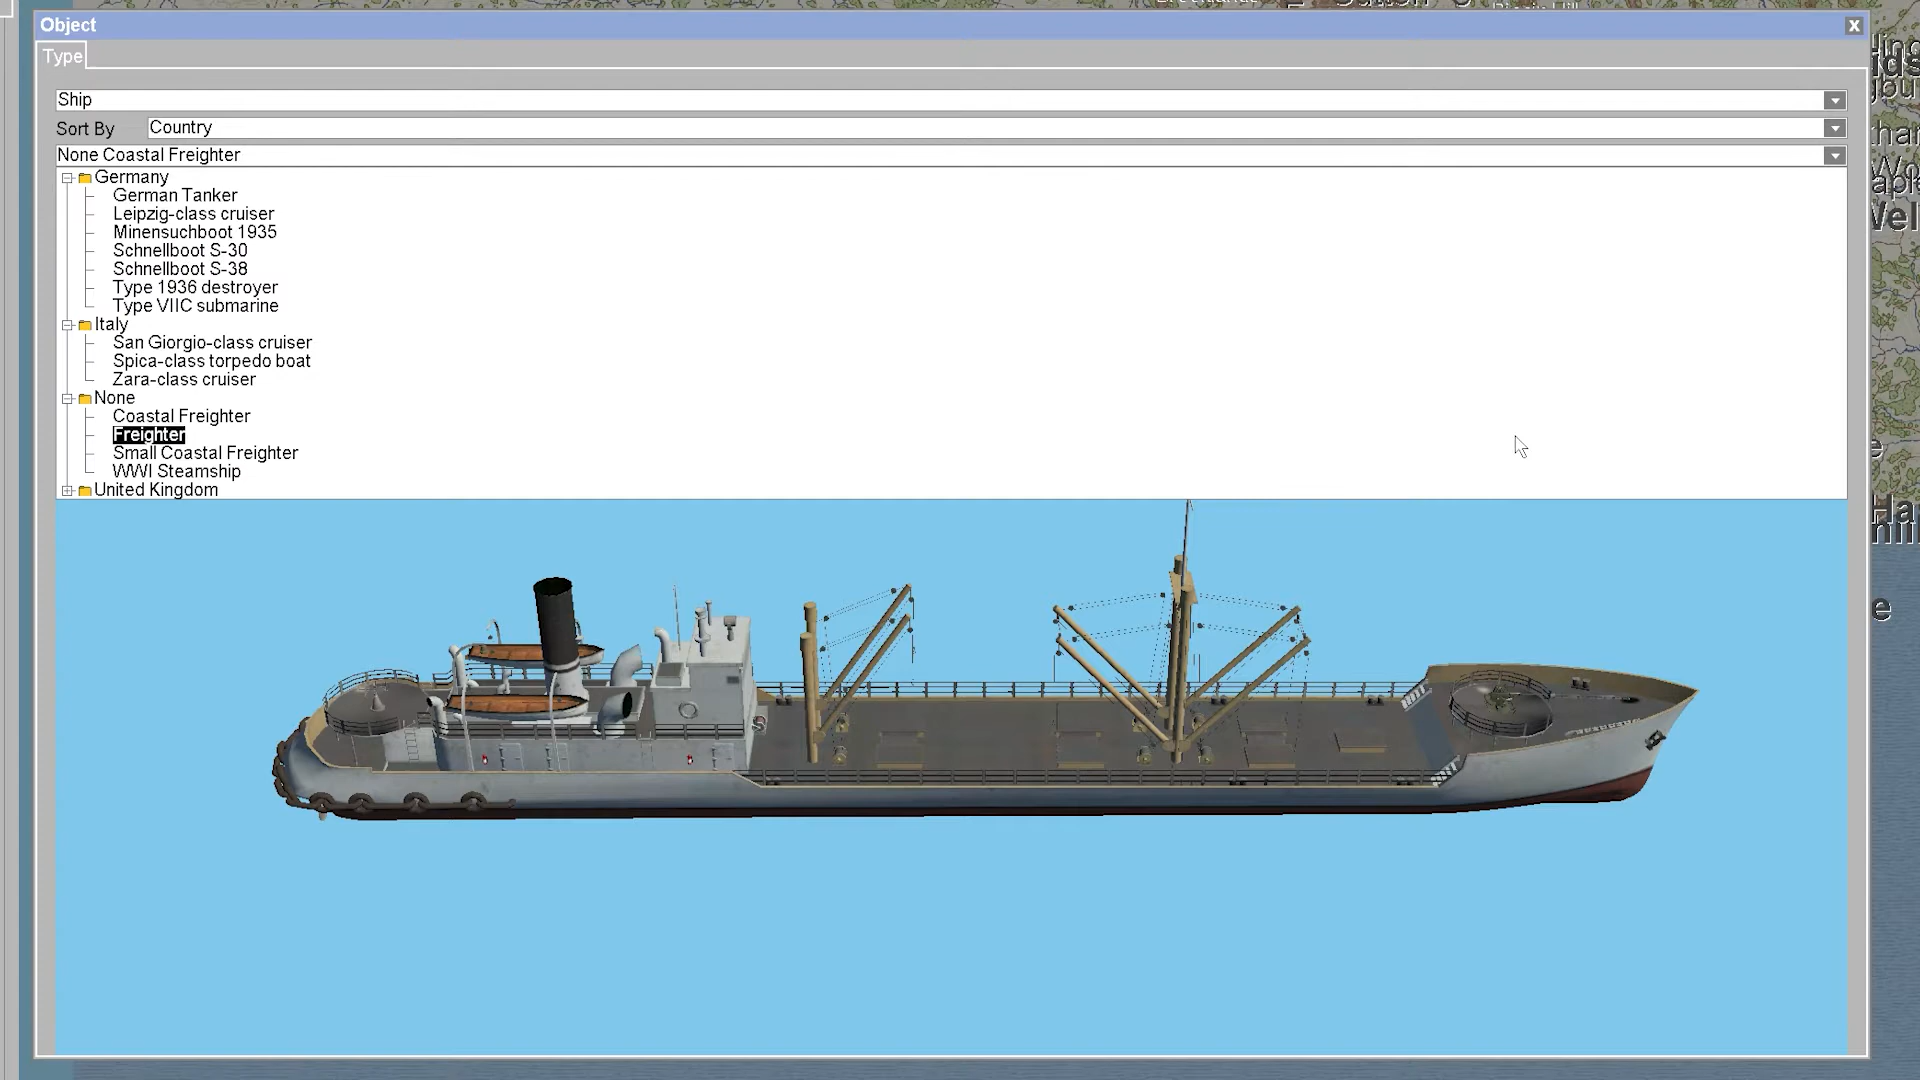 Object
X
Type
Ship
Sort By
Country
None Coastal Freighter
Germany
German Tanker
Leipzig-class cruiser
Minensuchboot 1935
Schnellboot S-30
Schnellboot S-38
Type 1936 destroyer
Type VIIC submarine
Italy
San Giorgio-class cruiser
Spica-class torpedo boat
Zara-class cruiser
None
Coastal Freighter
Freighter
Small Coastal Freighter
WWI Steamship
United Kingdom